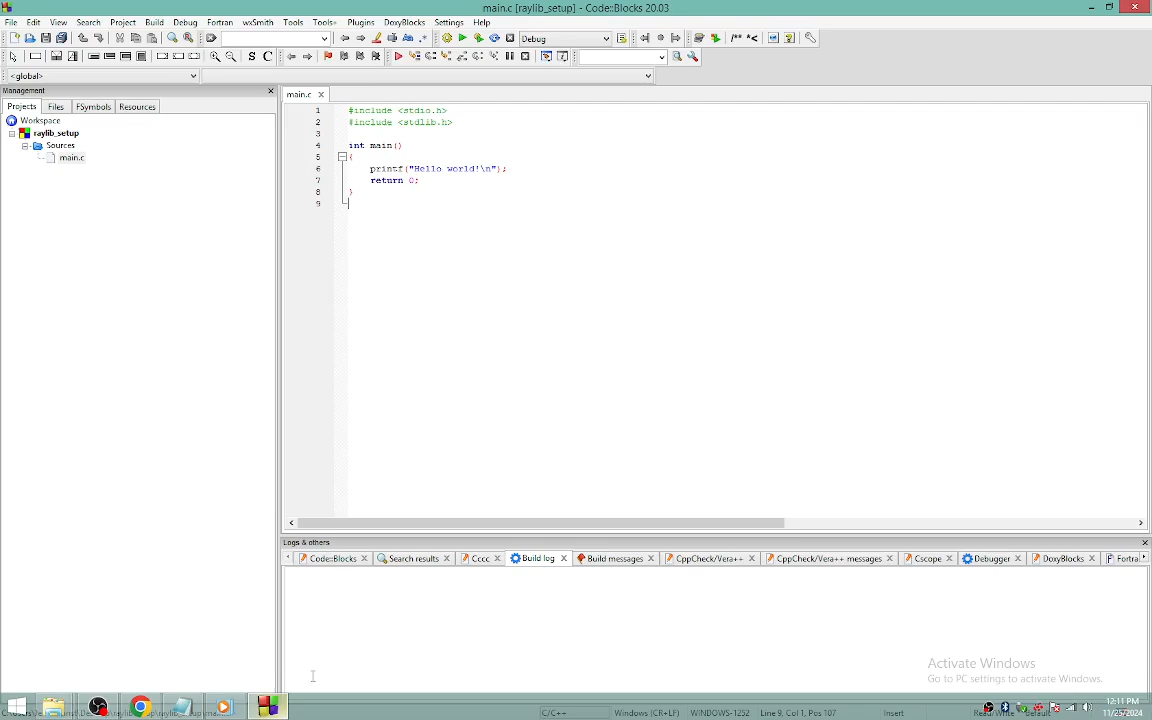 main.c [raylib_setup] - Code::Blocks 20.03
File Edit View Search Project Build Debug Fortran wxSmith Tools Tools+ Plugins DoxyBlocks Settings Help
Debug
/** *<
S C
<global>
Management
Projects Files FSymbols Resources
Workspace
raylib_setup
Sources
main.c
main.c
1 #include <stdio.h>
2 #include <stdlib.h>
3
4 int main()
5 {
6 printf("Hello world!\n");
7 return 0;
8 }
9
Logs & others
Code::Blocks Search results Cccc Build log Build messages CppCheck/Vera++ CppCheck/Vera++ messages Cscope Debugger DoxyBlocks Fortra
Activate Windows
Go to PC settings to activate Windows.
C/C++ Windows (CR+LF) WINDOWS-1252 Line 9, Col 1, Pos 107 Insert Read/Write default
12:11 PM
11/25/2024